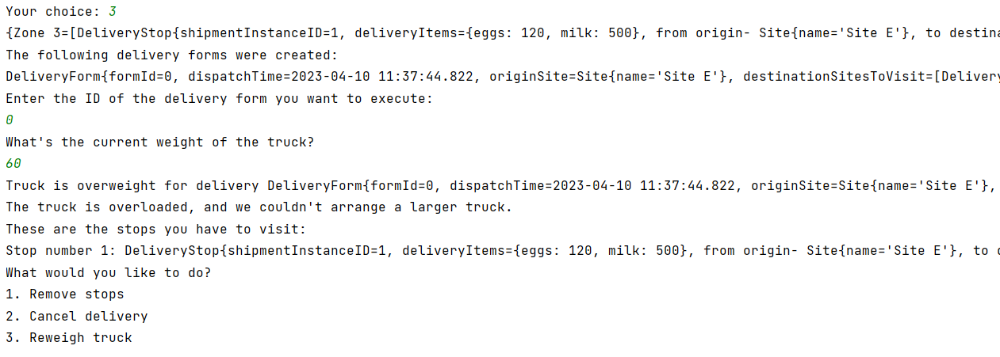 Your choice: 3
{Zone 3=[DeliveryStop{shipmentInstanceID=1, deliveryItems={eggs: 120, milk: 500}, from origin- Site{name='Site E'}, to
The following delivery forms were created:
DeliveryForm{formId=0, dispatchTime=2023-04-10 11:37:44.822, originSite=Site{name='Site E'}, destinationSitesToVisit=[Delivery
Enter the ID of the delivery form you want to execute:
0
What's the current weight of the truck?
60
Truck is overweight for delivery DeliveryForm{formId=0, dispatchTime=2023-04-10 11:37:44.822, originSite=Site{name='Site E'},
The truck is overloaded, and we couldn't arrange a larger truck.
These are the stops you have to visit:
Stop number 1: DeliveryStop{shipmentInstanceID=1, deliveryItems={eggs: 120, milk: 500}, from origin- Site{name='Site E'}, to
What would you like to do?
1. Remove stops
2. Cancel delivery
3. Reweigh truck